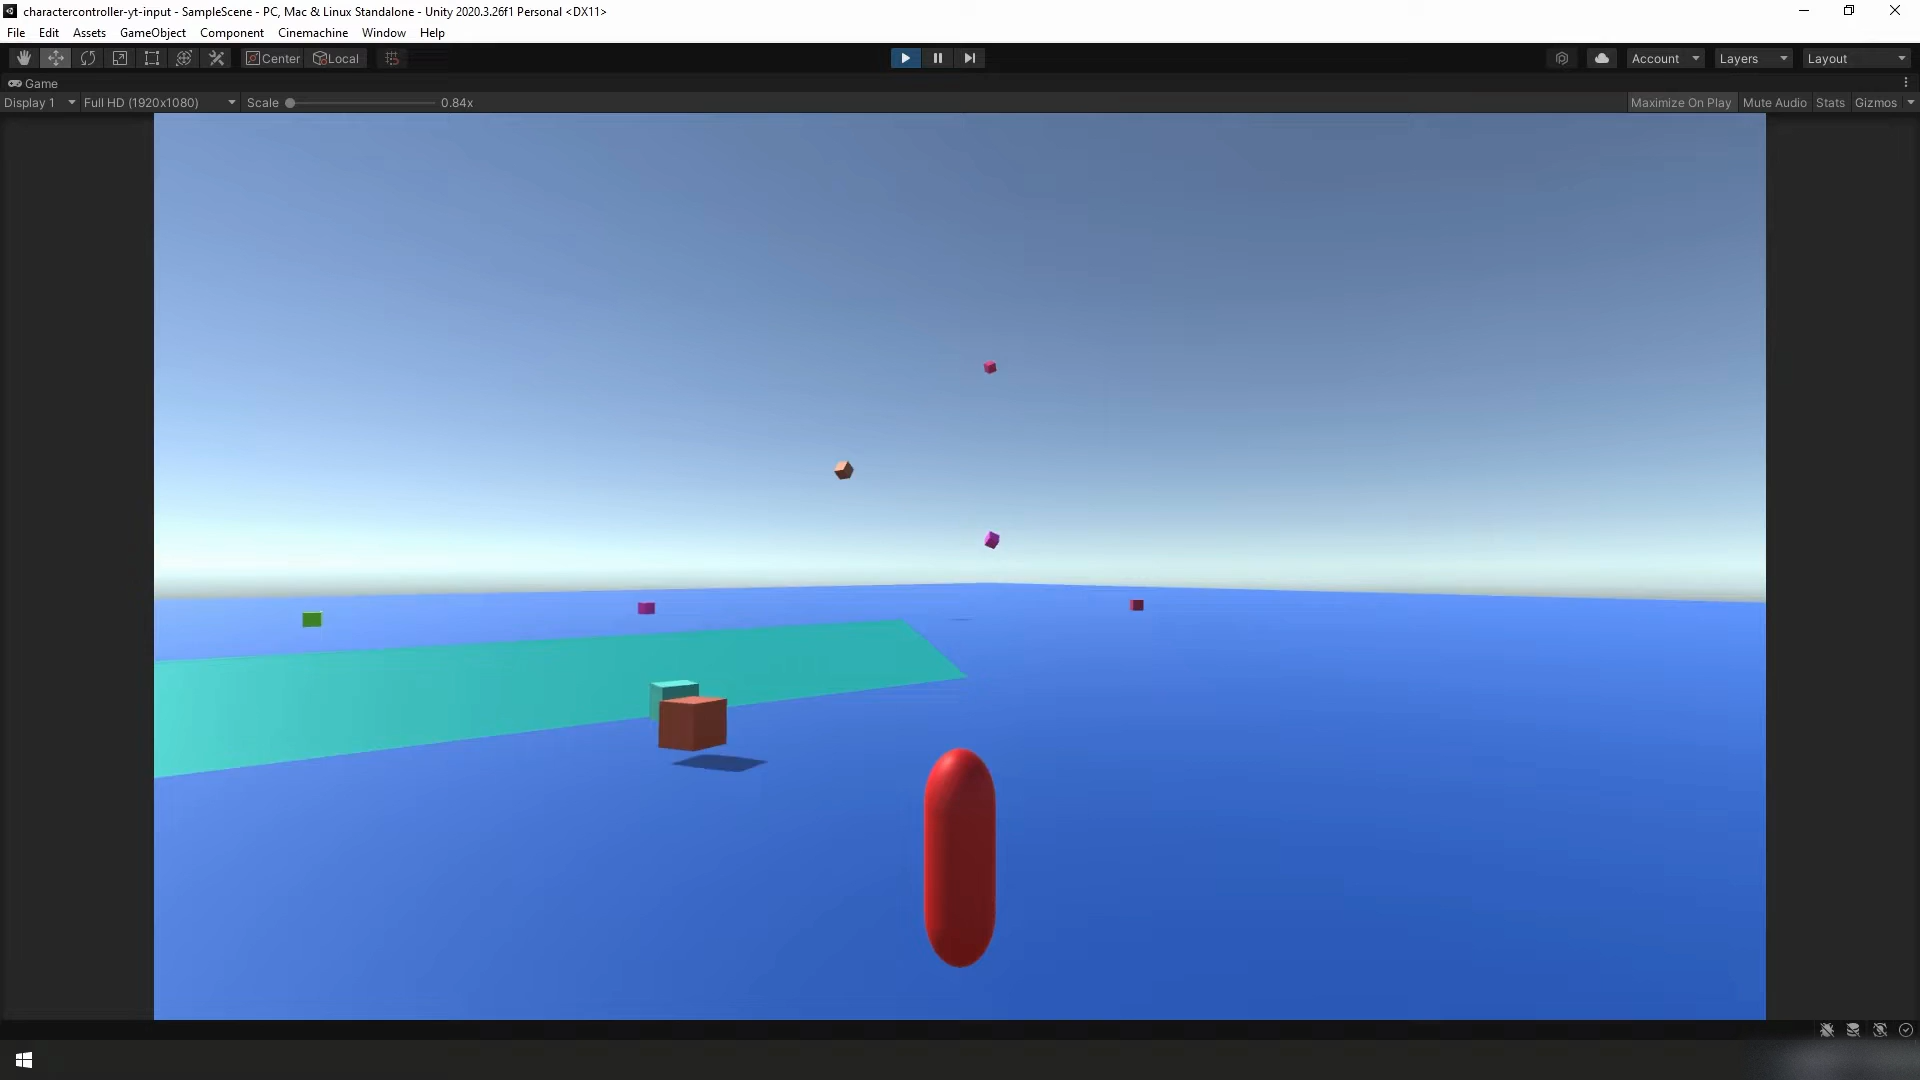 charactercontroller-yt-input - SampleScene - PC, Mac & Linux Standalone - Unity 2020.3.26f1 Personal <DX11>
File Edit Assets GameObject Component Cinemachine Window Help
Center Local Account Layers Layout
Game
Display 1 Full HD (1920x1080) Scale 0.84x Maximize On Play Mute Audio Stats Gizmos